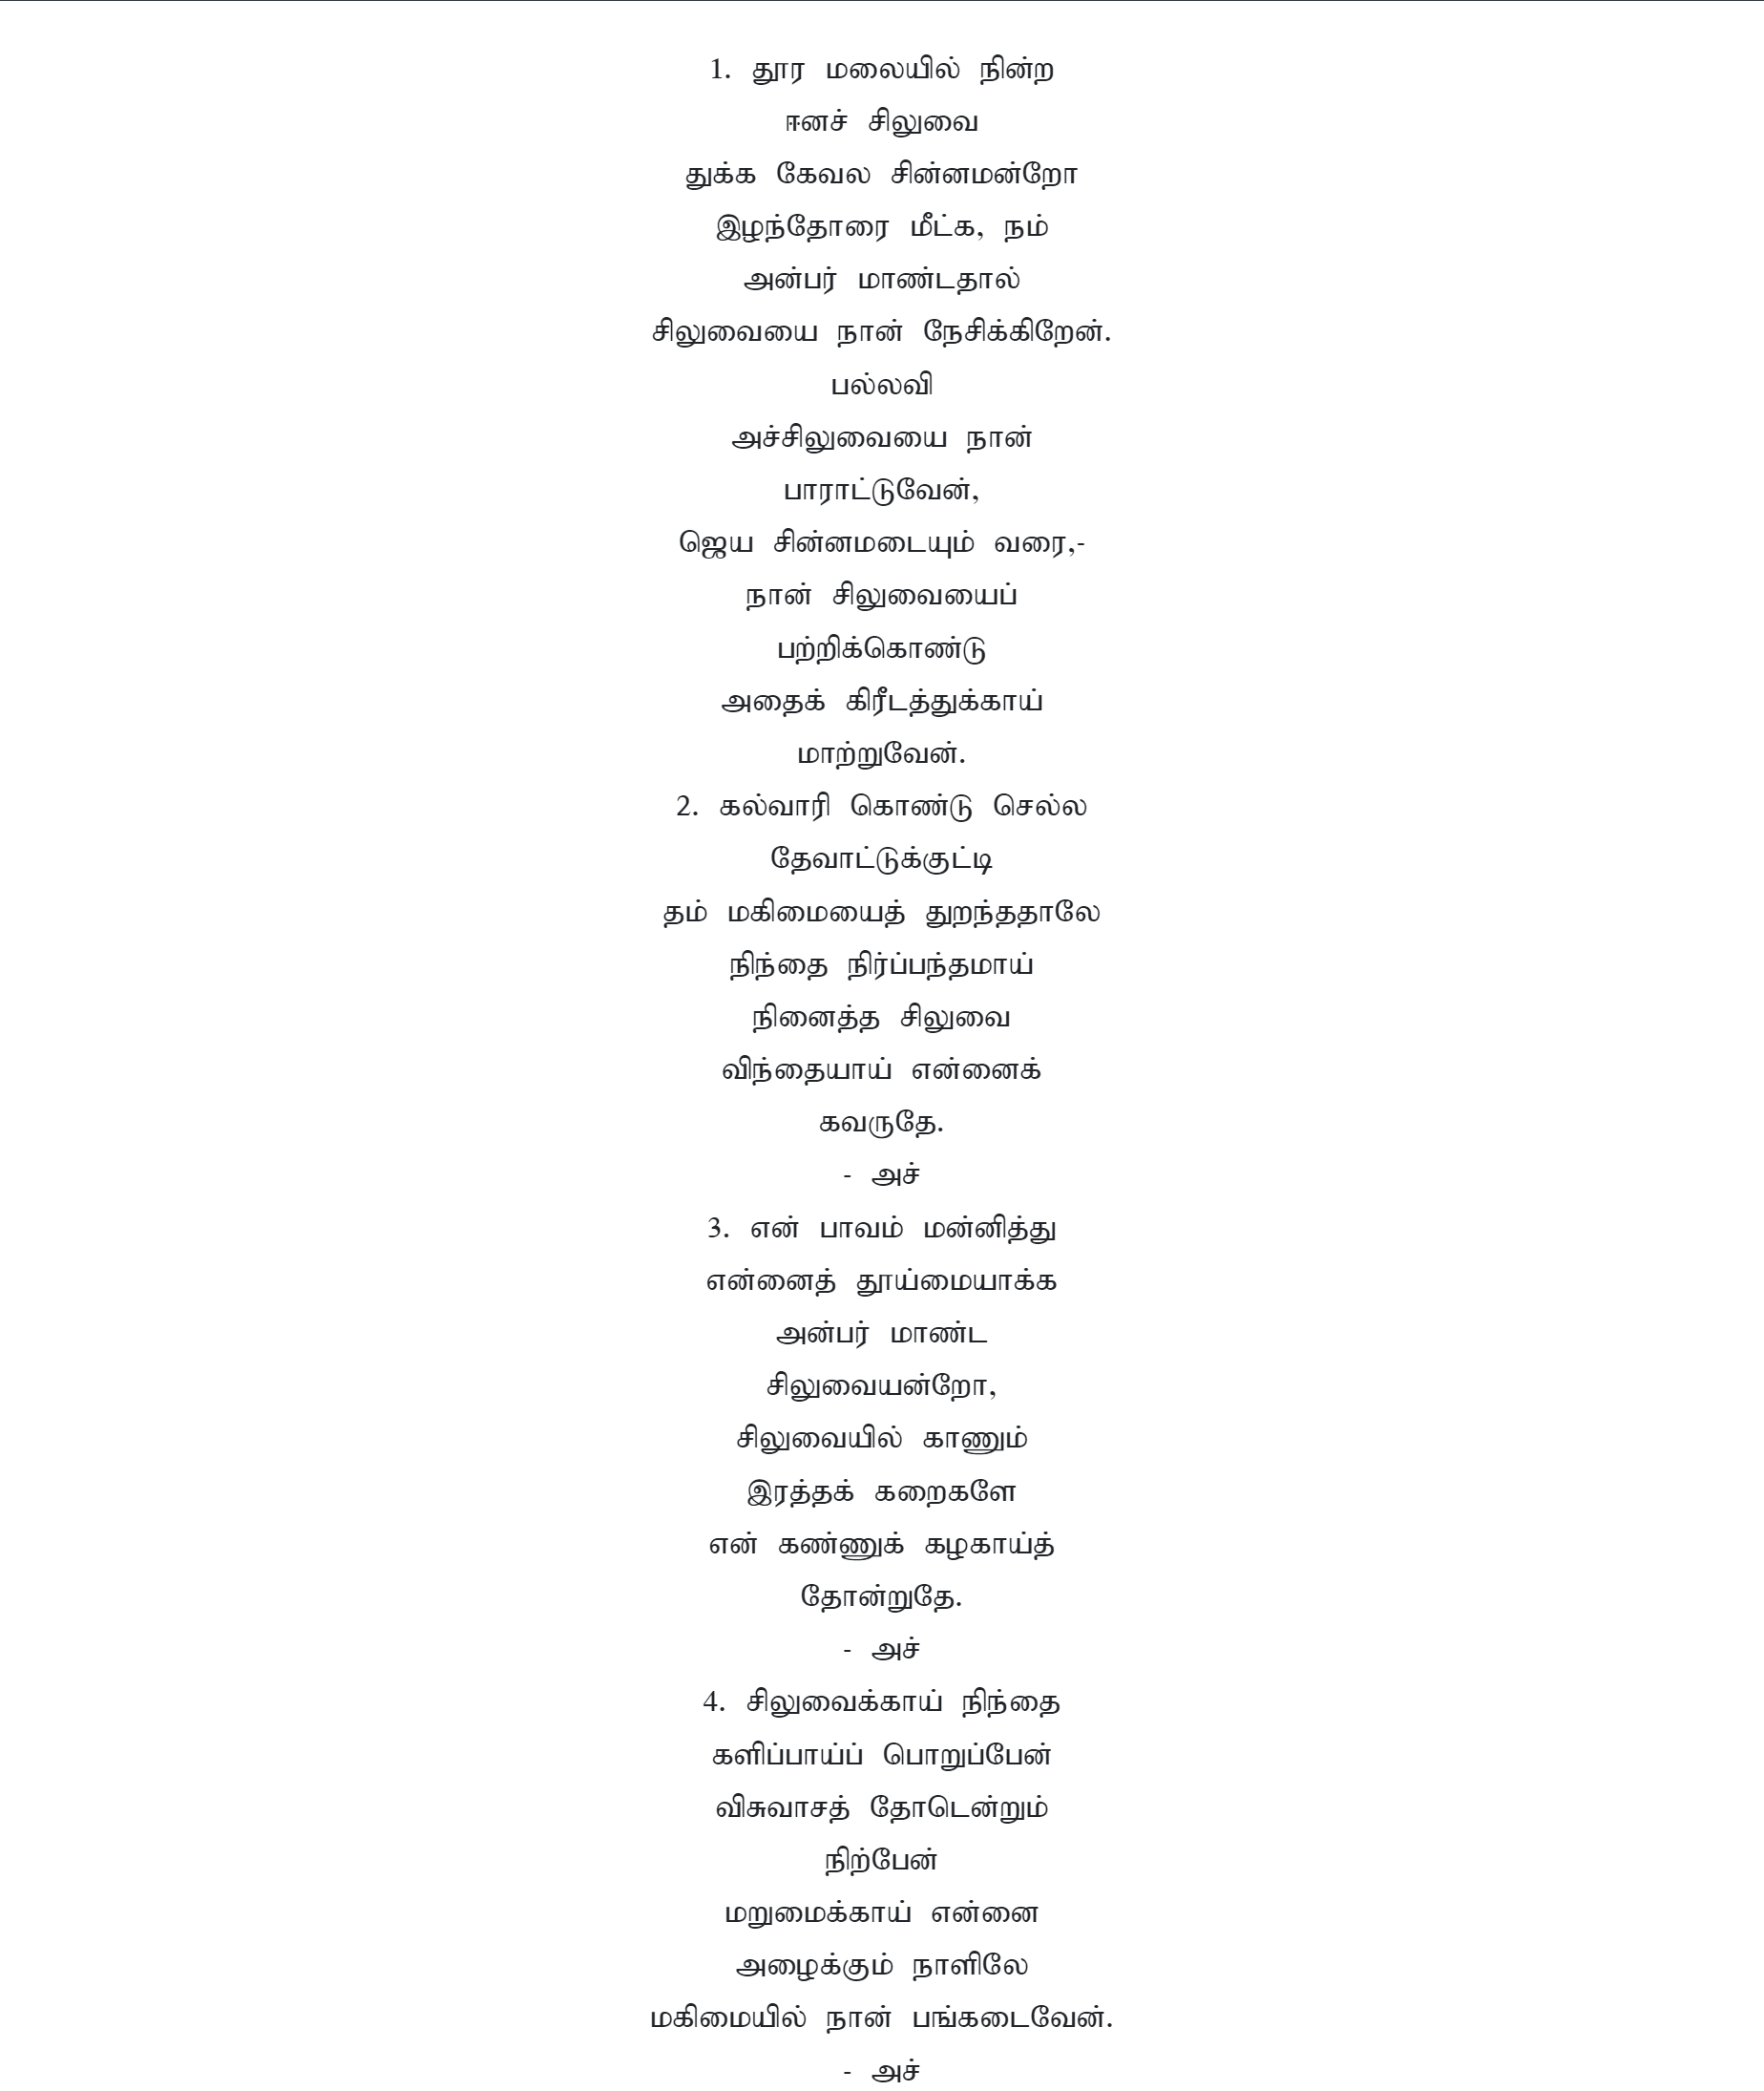 1. தூர மலையில் நின்ற
ஈனச் சிலுவை
துக்க கேவல சின்னமன்றோ
இழந்தோரை மீட்க, நம்
அன்பர் மாண்டதால்
சிலுவையை நான் நேசிக்கிறேன்.
பல்லவி
அச்சிலுவையை நான்
பாராட்டுவேன்,
ஜெய சின்னமடையும் வரை,-
நான் சிலுவையைப்
பற்றிக்கொண்டு
அதைக் கிரீடத்துக்காய்
மாற்றுவேன்.
2. கல்வாரி கொண்டு செல்ல
தேவாட்டுக்குட்டி
தம் மகிமையைத் துறந்ததாலே
நிந்தை நிர்ப்பந்தமாய்
நினைத்த சிலுவை
விந்தையாய் என்னைக்
கவருதே.
- அச்
3. என் பாவம் மன்னித்து
என்னைத் தூய்மையாக்க
அன்பர் மாண்ட
சிலுவையன்றோ,
சிலுவையில் காணும்
இரத்தக் கறைகளே
என் கண்ணுக் கழகாய்த்
தோன்றுதே.
- அச்
4. சிலுவைக்காய் நிந்தை
களிப்பாய்ப் பொறுப்பேன்
விசுவாசத் தோடென்றும்
நிற்பேன்
மறுமைக்காய் என்னை
அழைக்கும் நாளிலே
மகிமையில் நான் பங்கடைவேன்.
- அச்